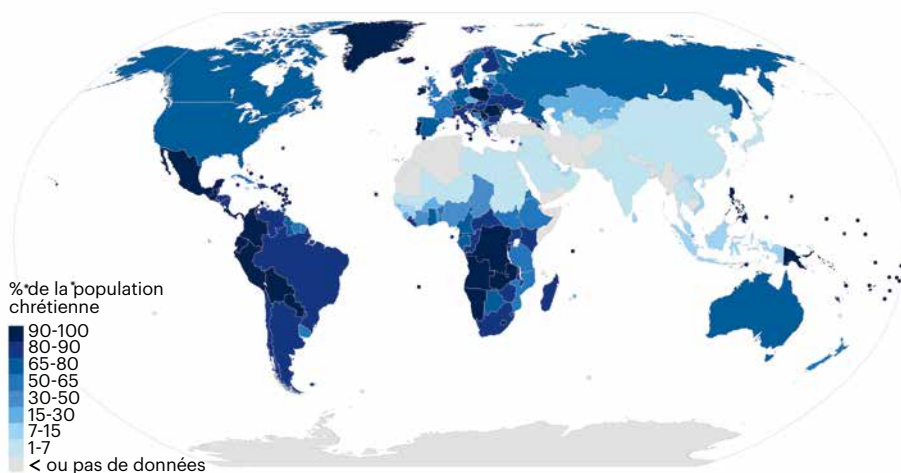 % de la population
chrétienne
90-100
80-90
65-80
50-65
30-50
15-30
7-15
1-7
< ou pas de données